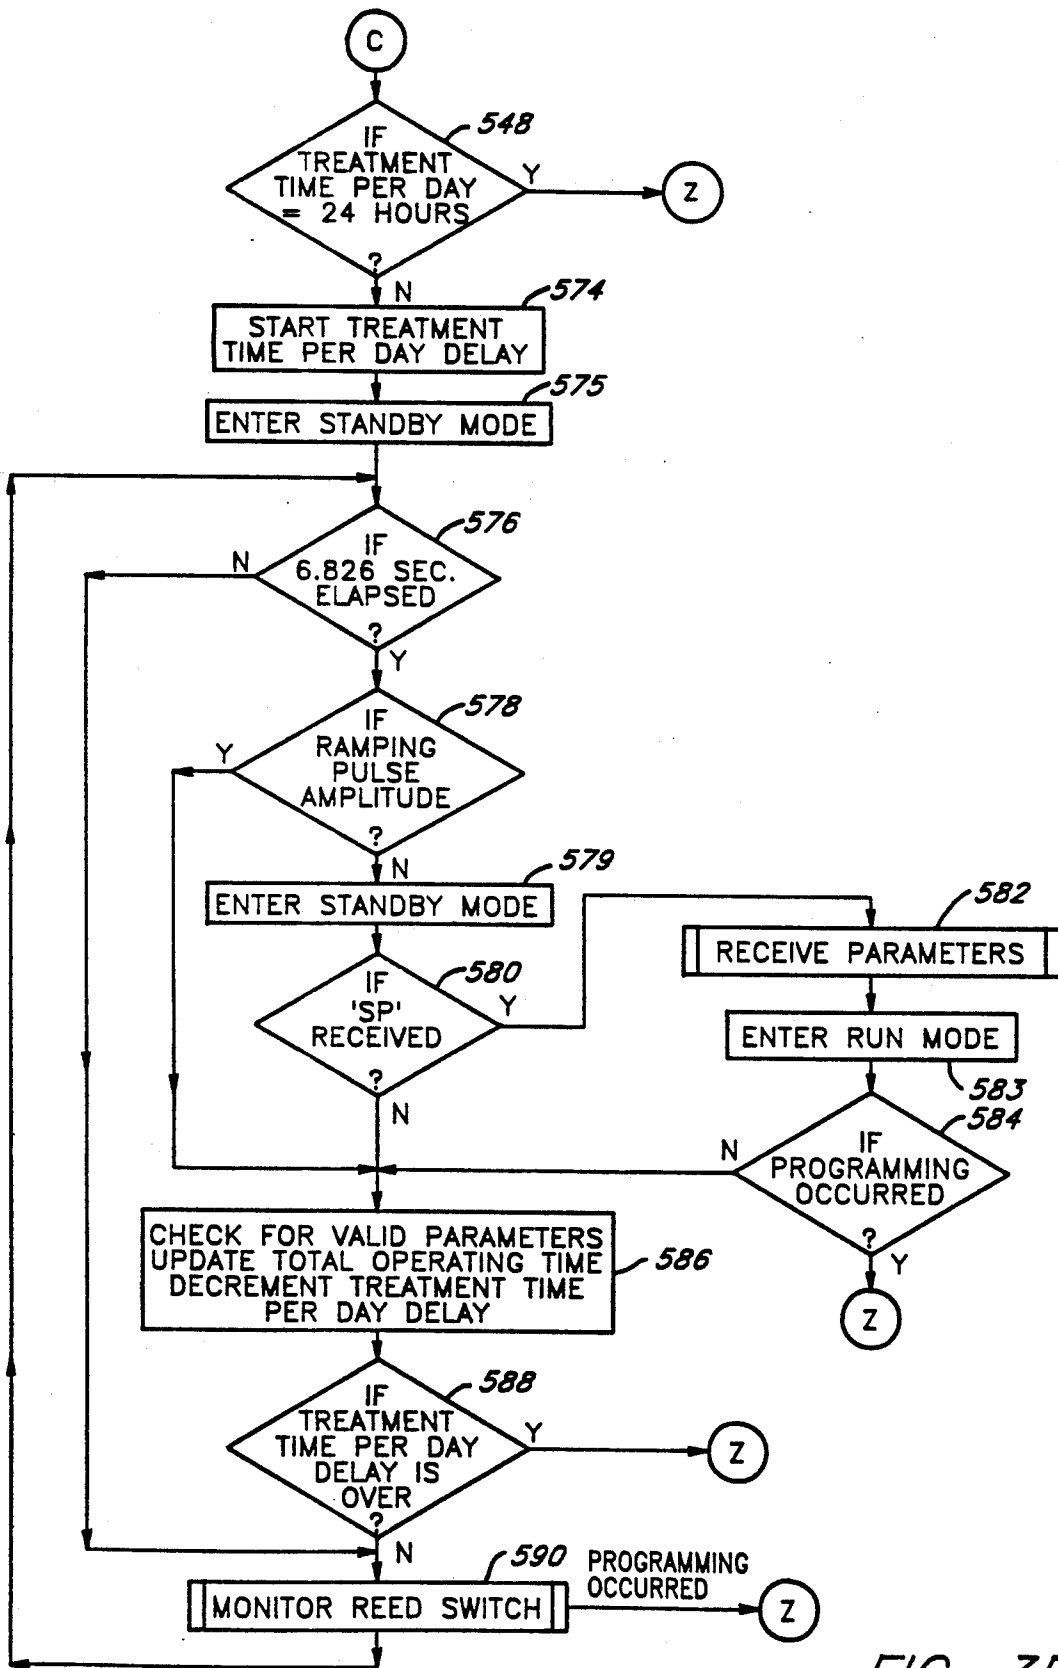 C
IF
TREATMENT
TIME PER DAY
= 24 HOURS
?
548
Y
Z
N
574
START TREATMENT
TIME PER DAY DELAY
575
ENTER STANDBY MODE
576
N
IF
6.826 SEC.
ELAPSED
?
Y
578
Y
IF
RAMPING
PULSE
AMPLITUDE
?
N
579
ENTER STANDBY MODE
580
IF
'SP'
RECEIVED
?
Y
N
582
RECEIVE PARAMETERS
ENTER RUN MODE
583
584
N
IF
PROGRAMMING
OCCURRED
?
Y
Z
CHECK FOR VALID PARAMETERS
UPDATE TOTAL OPERATING TIME
DECREMENT TREATMENT TIME
PER DAY DELAY
586
588
IF
TREATMENT
TIME PER DAY
DELAY IS
OVER
?
Y
Z
N
590
MONITOR REED SWITCH
PROGRAMMING
OCCURRED
Z